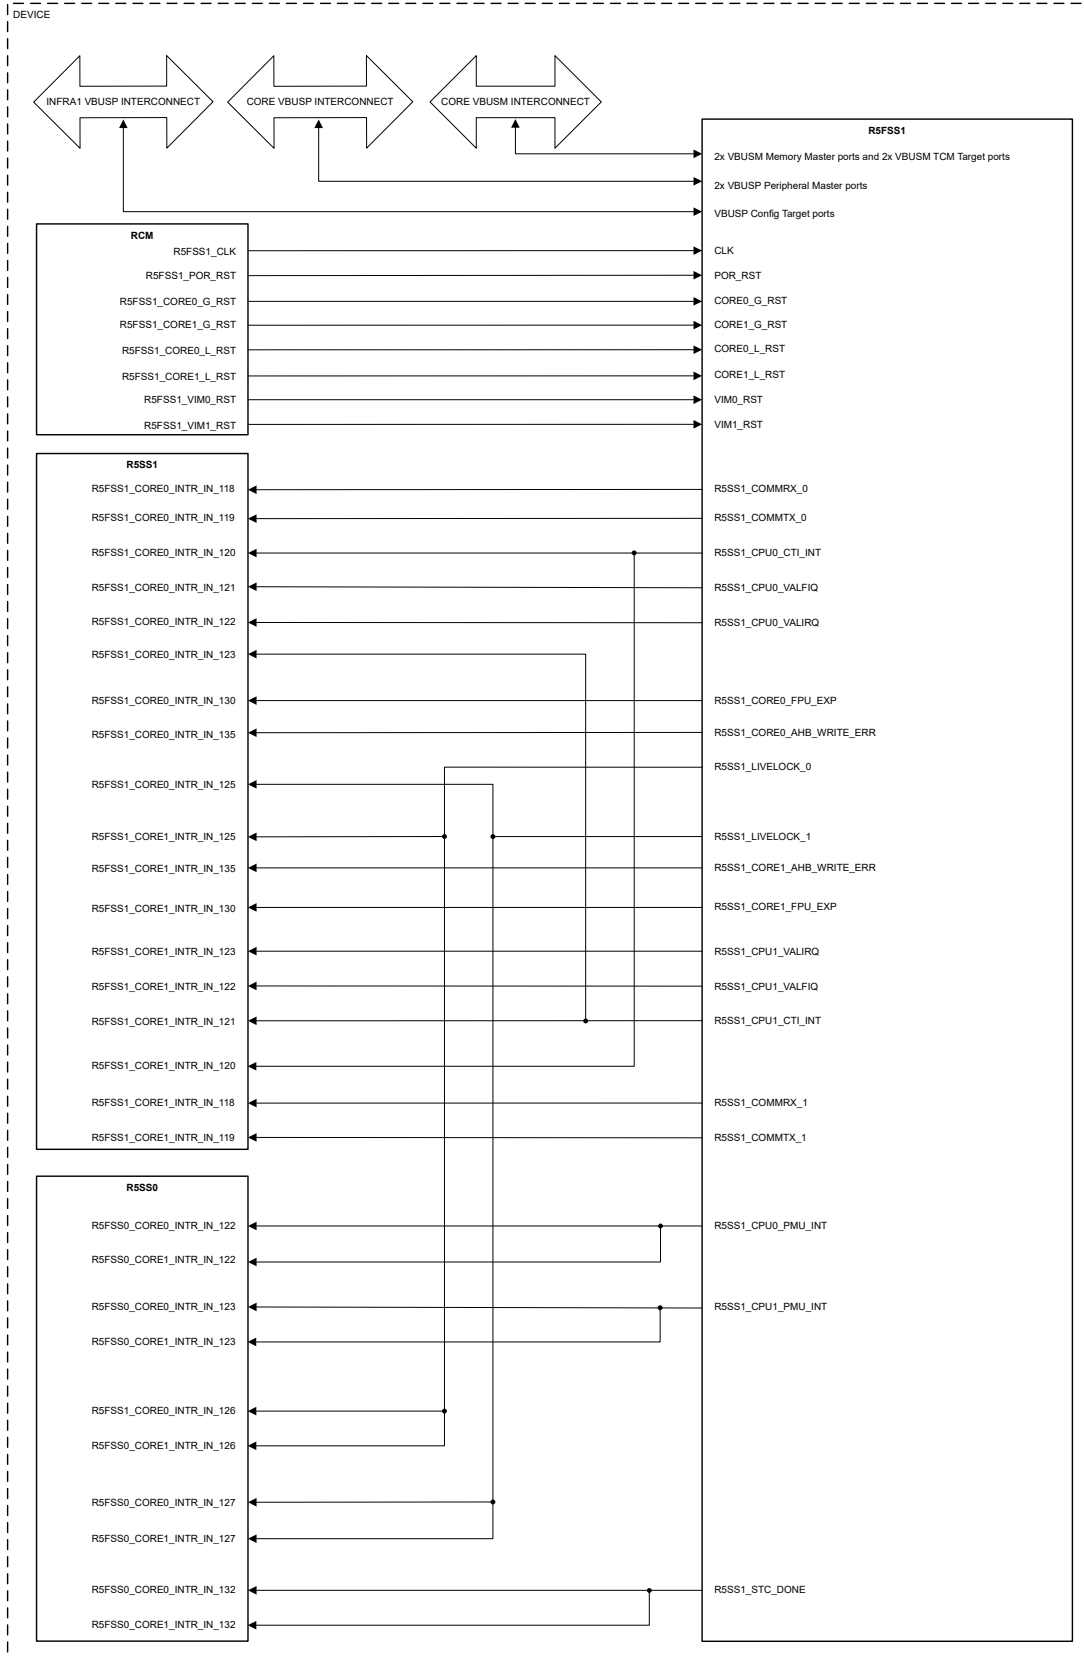 DEVICE
INFRA1 VBUSP INTERCONNECT
CORE VBUSP INTERCONNECT
CORE VBUSM INTERCONNECT
R5FSS1
2x VBUSM Memory Master ports and 2x VBUSM TCM Target ports
2x VBUSP Peripheral Master ports
VBUSP Config Target ports
RCM
R5FSS1_CLK
CLK
R5FSS1_POR_RST
POR_RST
R5FSS1_CORE0_G_RST
CORE0_G_RST
R5FSS1_CORE1_G_RST
CORE1_G_RST
R5FSS1_CORE0_L_RST
CORE0_L_RST
R5FSS1_CORE1_L_RST
CORE1_L_RST
R5FSS1_VIM0_RST
VIM0_RST
R5FSS1_VIM1_RST
VIM1_RST
R5SS1
R5FSS1_CORE0_INTR_IN_118
R5SS1_COMMRX_0
R5FSS1_CORE0_INTR_IN_119
R5SS1_COMMTX_0
R5FSS1_CORE0_INTR_IN_120
R5SS1_CPU0_CTI_INT
R5FSS1_CORE0_INTR_IN_121
R5SS1_CPU0_VALFIQ
R5FSS1_CORE0_INTR_IN_122
R5SS1_CPU0_VALIRQ
R5FSS1_CORE0_INTR_IN_123
R5FSS1_CORE0_INTR_IN_130
R5SS1_CORE0_FPU_EXP
R5FSS1_CORE0_INTR_IN_135
R5SS1_CORE0_AHB_WRITE_ERR
R5SS1_LIVELOCK_0
R5FSS1_CORE0_INTR_IN_125
R5FSS1_CORE1_INTR_IN_125
R5SS1_LIVELOCK_1
R5FSS1_CORE1_INTR_IN_135
R5SS1_CORE1_AHB_WRITE_ERR
R5FSS1_CORE1_INTR_IN_130
R5SS1_CORE1_FPU_EXP
R5FSS1_CORE1_INTR_IN_123
R5SS1_CPU1_VALIRQ
R5FSS1_CORE1_INTR_IN_122
R5SS1_CPU1_VALFIQ
R5FSS1_CORE1_INTR_IN_121
R5SS1_CPU1_CTI_INT
R5FSS1_CORE1_INTR_IN_120
R5FSS1_CORE1_INTR_IN_118
R5SS1_COMMRX_1
R5FSS1_CORE1_INTR_IN_119
R5SS1_COMMTX_1
R5SS0
R5FSS0_CORE0_INTR_IN_122
R5SS1_CPU0_PMU_INT
R5FSS0_CORE1_INTR_IN_122
R5FSS0_CORE0_INTR_IN_123
R5SS1_CPU1_PMU_INT
R5FSS0_CORE1_INTR_IN_123
R5FSS1_CORE0_INTR_IN_126
R5FSS0_CORE1_INTR_IN_126
R5FSS0_CORE0_INTR_IN_127
R5FSS0_CORE1_INTR_IN_127
R5FSS0_CORE0_INTR_IN_132
R5SS1_STC_DONE
R5FSS0_CORE1_INTR_IN_132